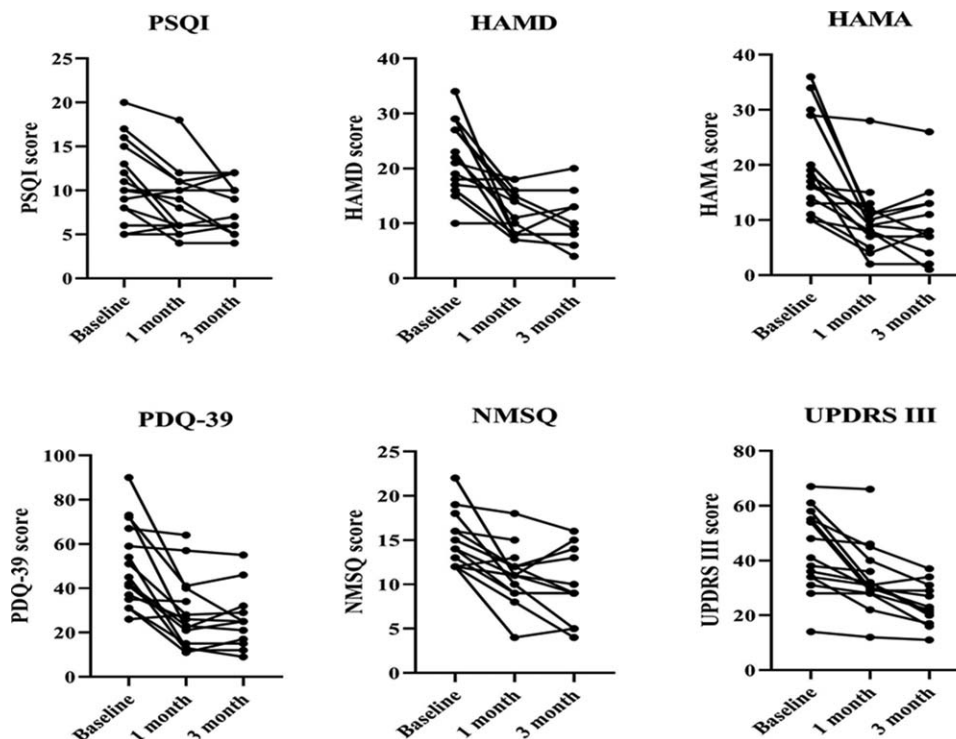 PSQI
25
20
15
10
5
0
PSQI score
Baseline
1 month
3 month
HAMD
40
30
20
10
0
HAMD score
Baseline
1 month
3 month
HAMA
40
30
20
10
0
HAMA score
Baseline
1 month
3 month
PDQ-39
100
80
60
40
20
0
PDQ-39 score
Baseline
1 month
3 month
NMSQ
25
20
15
10
5
0
NMSQ score
Baseline
1 month
3 month
UPDRS III
80
60
40
20
0
UPDRS III score
Baseline
1 month
3 month